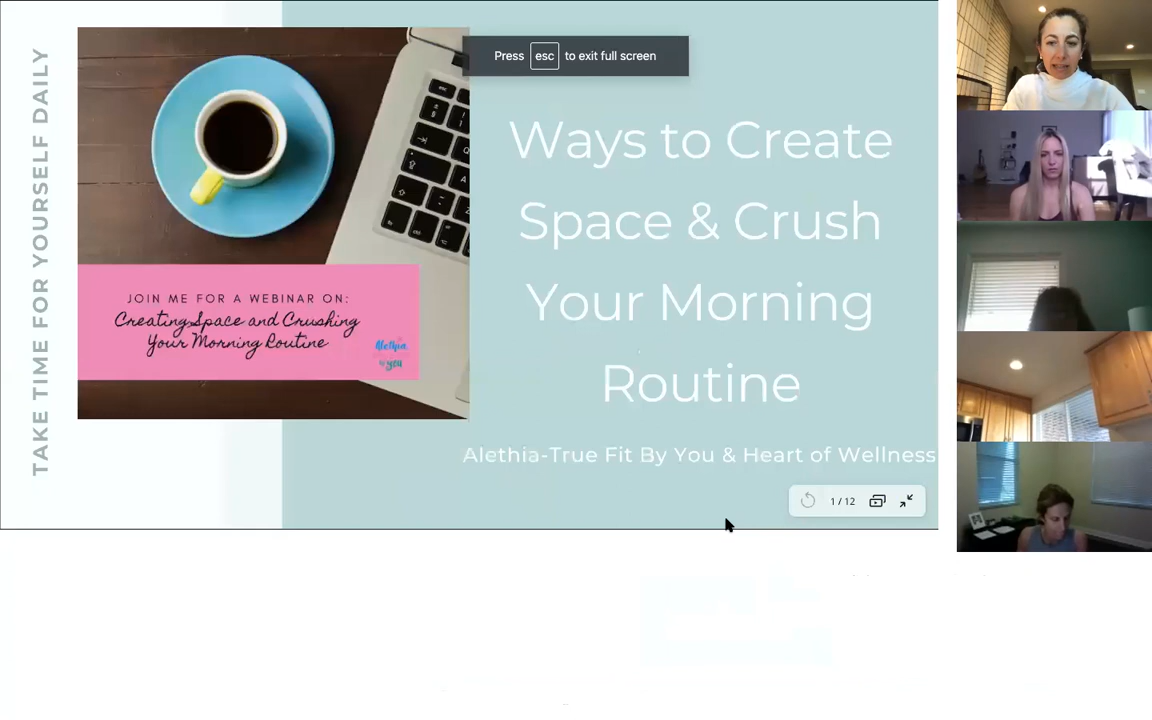 TAKE TIME FOR YOURSELF DAILY
Press esc to exit full screen
Ways to Create
Space & Crush
Your Morning
Routine
JOIN ME FOR A WEBINAR ON:
Creating Space and Crushing
Your Morning Routine
Alethia
by you
Alethia-True Fit By You & Heart of Wellness
1 / 12